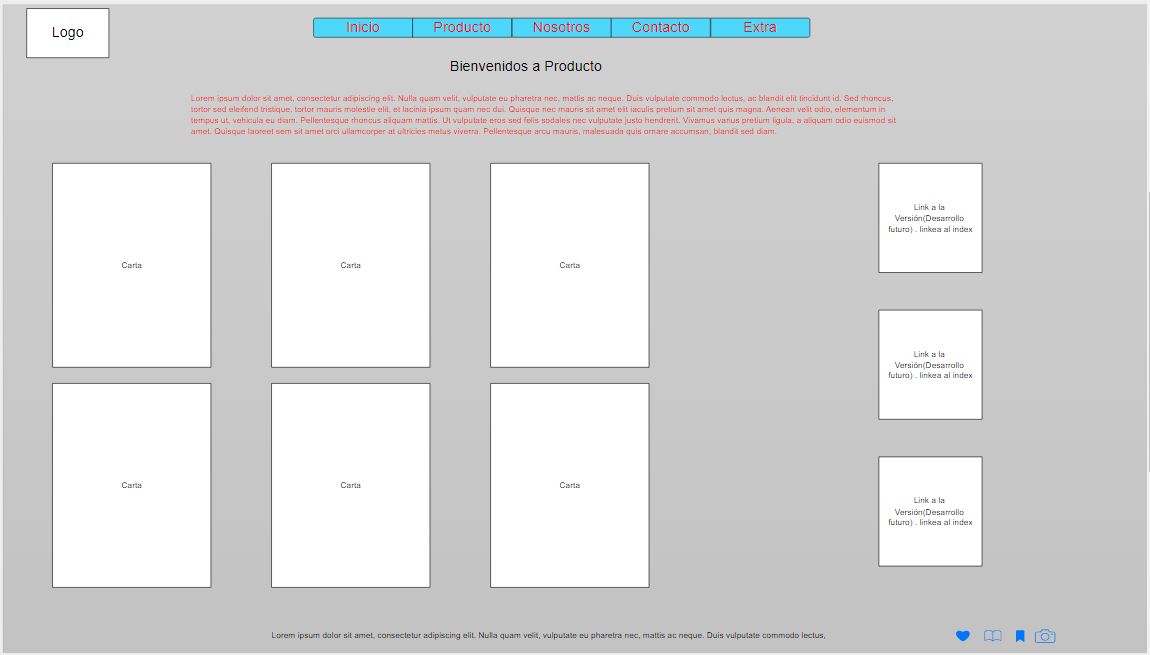 Logo
Inicio
Producto
Nosotros
Contacto
Extra
Bienvenidos a Producto
Lorem ipsum dolor sit amet, consectetur adipiscing elit. Nulla quam velit, vulputate eu pharetra nec, mattis ac neque. Duis vulputate commodo lectus, ac blandit elit tincidunt id. Sed rhoncus,
tortor sed eleifend tristique, tortor mauris molestie elit, et lacinia ipsum quam nec dui. Quisque nec mauris sit amet elit iaculis pretium sit amet quis magna. Aenean velit odio, elementum in
tempus ut, vehicula eu diam. Pellentesque rhoncus aliquam mattis. Ut vulputate eros sed felis sodales nec vulputate justo hendrerit. Vivamus varius pretium ligula, a aliquam odio euismod sit
amet. Quisque laoreet sem sit amet orci ullamcorper at ultricies metus viverra. Pellentesque arcu mauris, malesuada quis ornare accumsan, blandit sed diam.
Carta
Carta
Carta
Link a la
Versión(Desarrollo
futuro) . linkea al index
Link a la
Versión(Desarrollo
futuro) . linkea al index
Carta
Carta
Carta
Link a la
Versión(Desarrollo
futuro) . linkea al index
Lorem ipsum dolor sit amet, consectetur adipiscing elit. Nulla quam velit, vulputate eu pharetra nec, mattis ac neque. Duis vulputate commodo lectus,